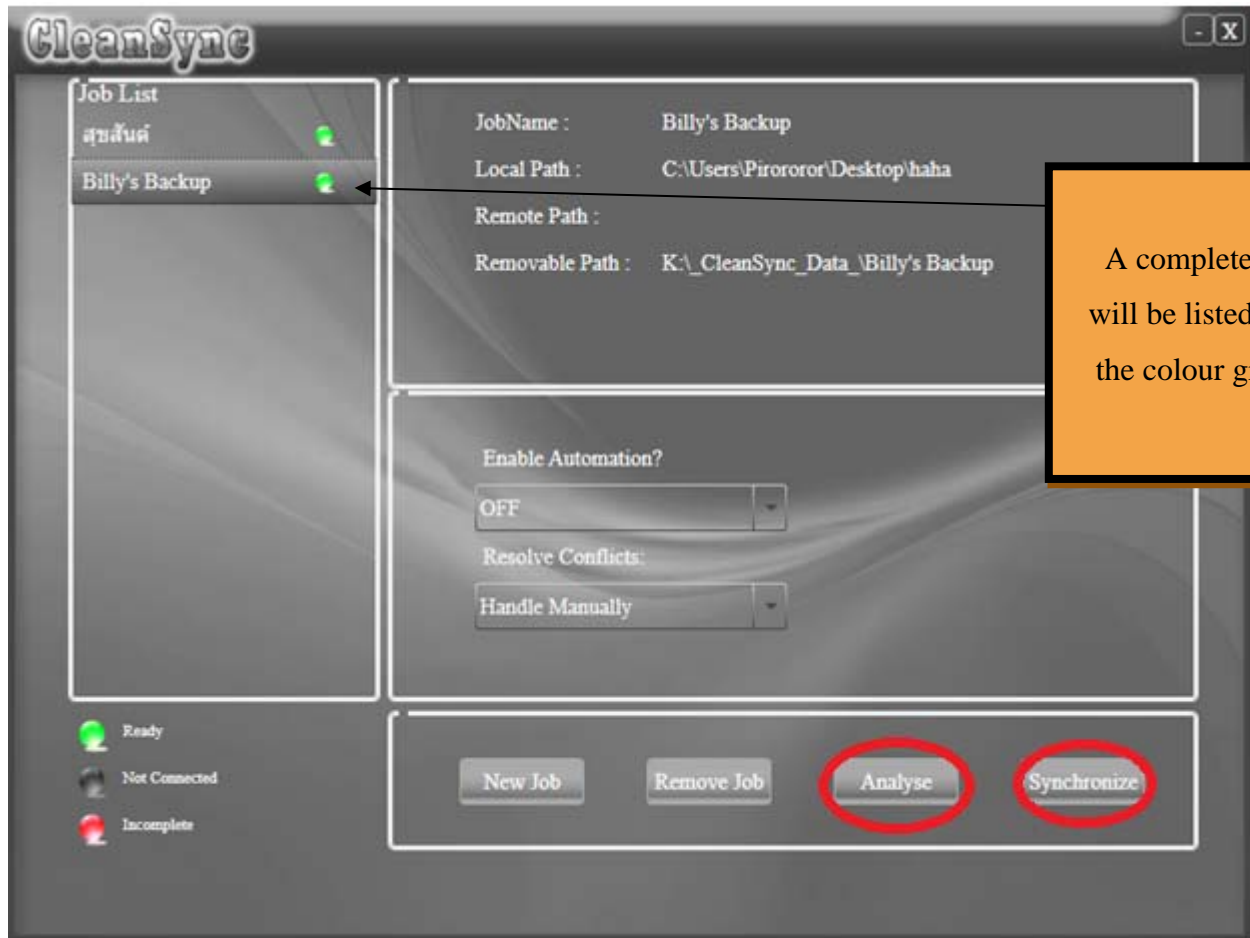 CleanSync
- X
Job List
สุขสันต์
Billy's Backup
JobName : Billy's Backup
Local Path : C:\Users\Pirororor\Desktop\haha
Remote Path :
Removable Path : K:\_CleanSync_Data_\Billy's Backup
A complete
will be listed
the colour
Enable Automation?
OFF
Resolve Conflicts:
Handle Manually
Ready
Not Connected
Incomplete
New Job Remove Job Analyse Synchronize